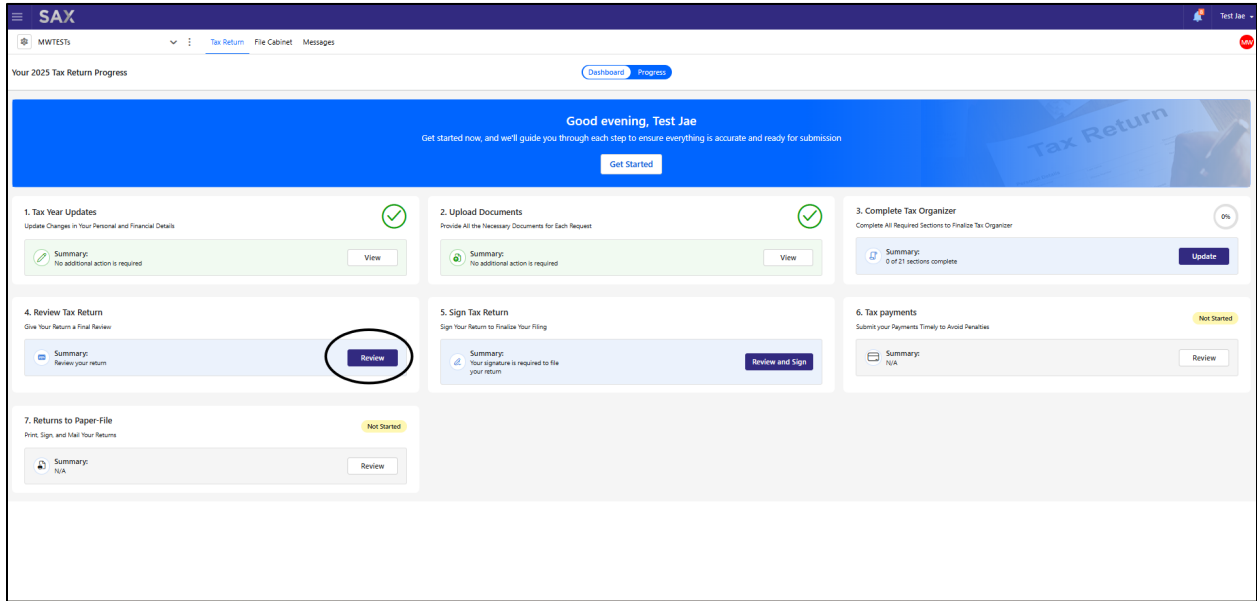 SAX
Test Jae
MWTESTs
Tax Return File Cabinet Messages
MW
Your 2025 Tax Return Progress
Dashboard Progress
Good evening, Test Jae
Get started now, and we'll guide you through each step to ensure everything is accurate and ready for submission
Get Started
Tax Return
1. Tax Year Updates
Update Changes in Your Personal and Financial Details
Summary:
No additional action is required
View
2. Upload Documents
Provide All the Necessary Documents for Each Request
Summary:
No additional action is required
View
3. Complete Tax Organizer
Complete All Required Sections to Finalize Tax Organizer
0%
Summary:
0 of 21 sections complete
Update
4. Review Tax Return
Give Your Return a Final Review
Summary:
Review your return
Review
5. Sign Tax Return
Sign Your Return to Finalize Your Filing
Summary:
Your signature is required to file
your return
Review and Sign
6. Tax payments
Submit your Payments Timely to Avoid Penalties
Not Started
Summary:
N/A
Review
7. Returns to Paper-File
Print, Sign, and Mail Your Returns
Not Started
Summary:
N/A
Review